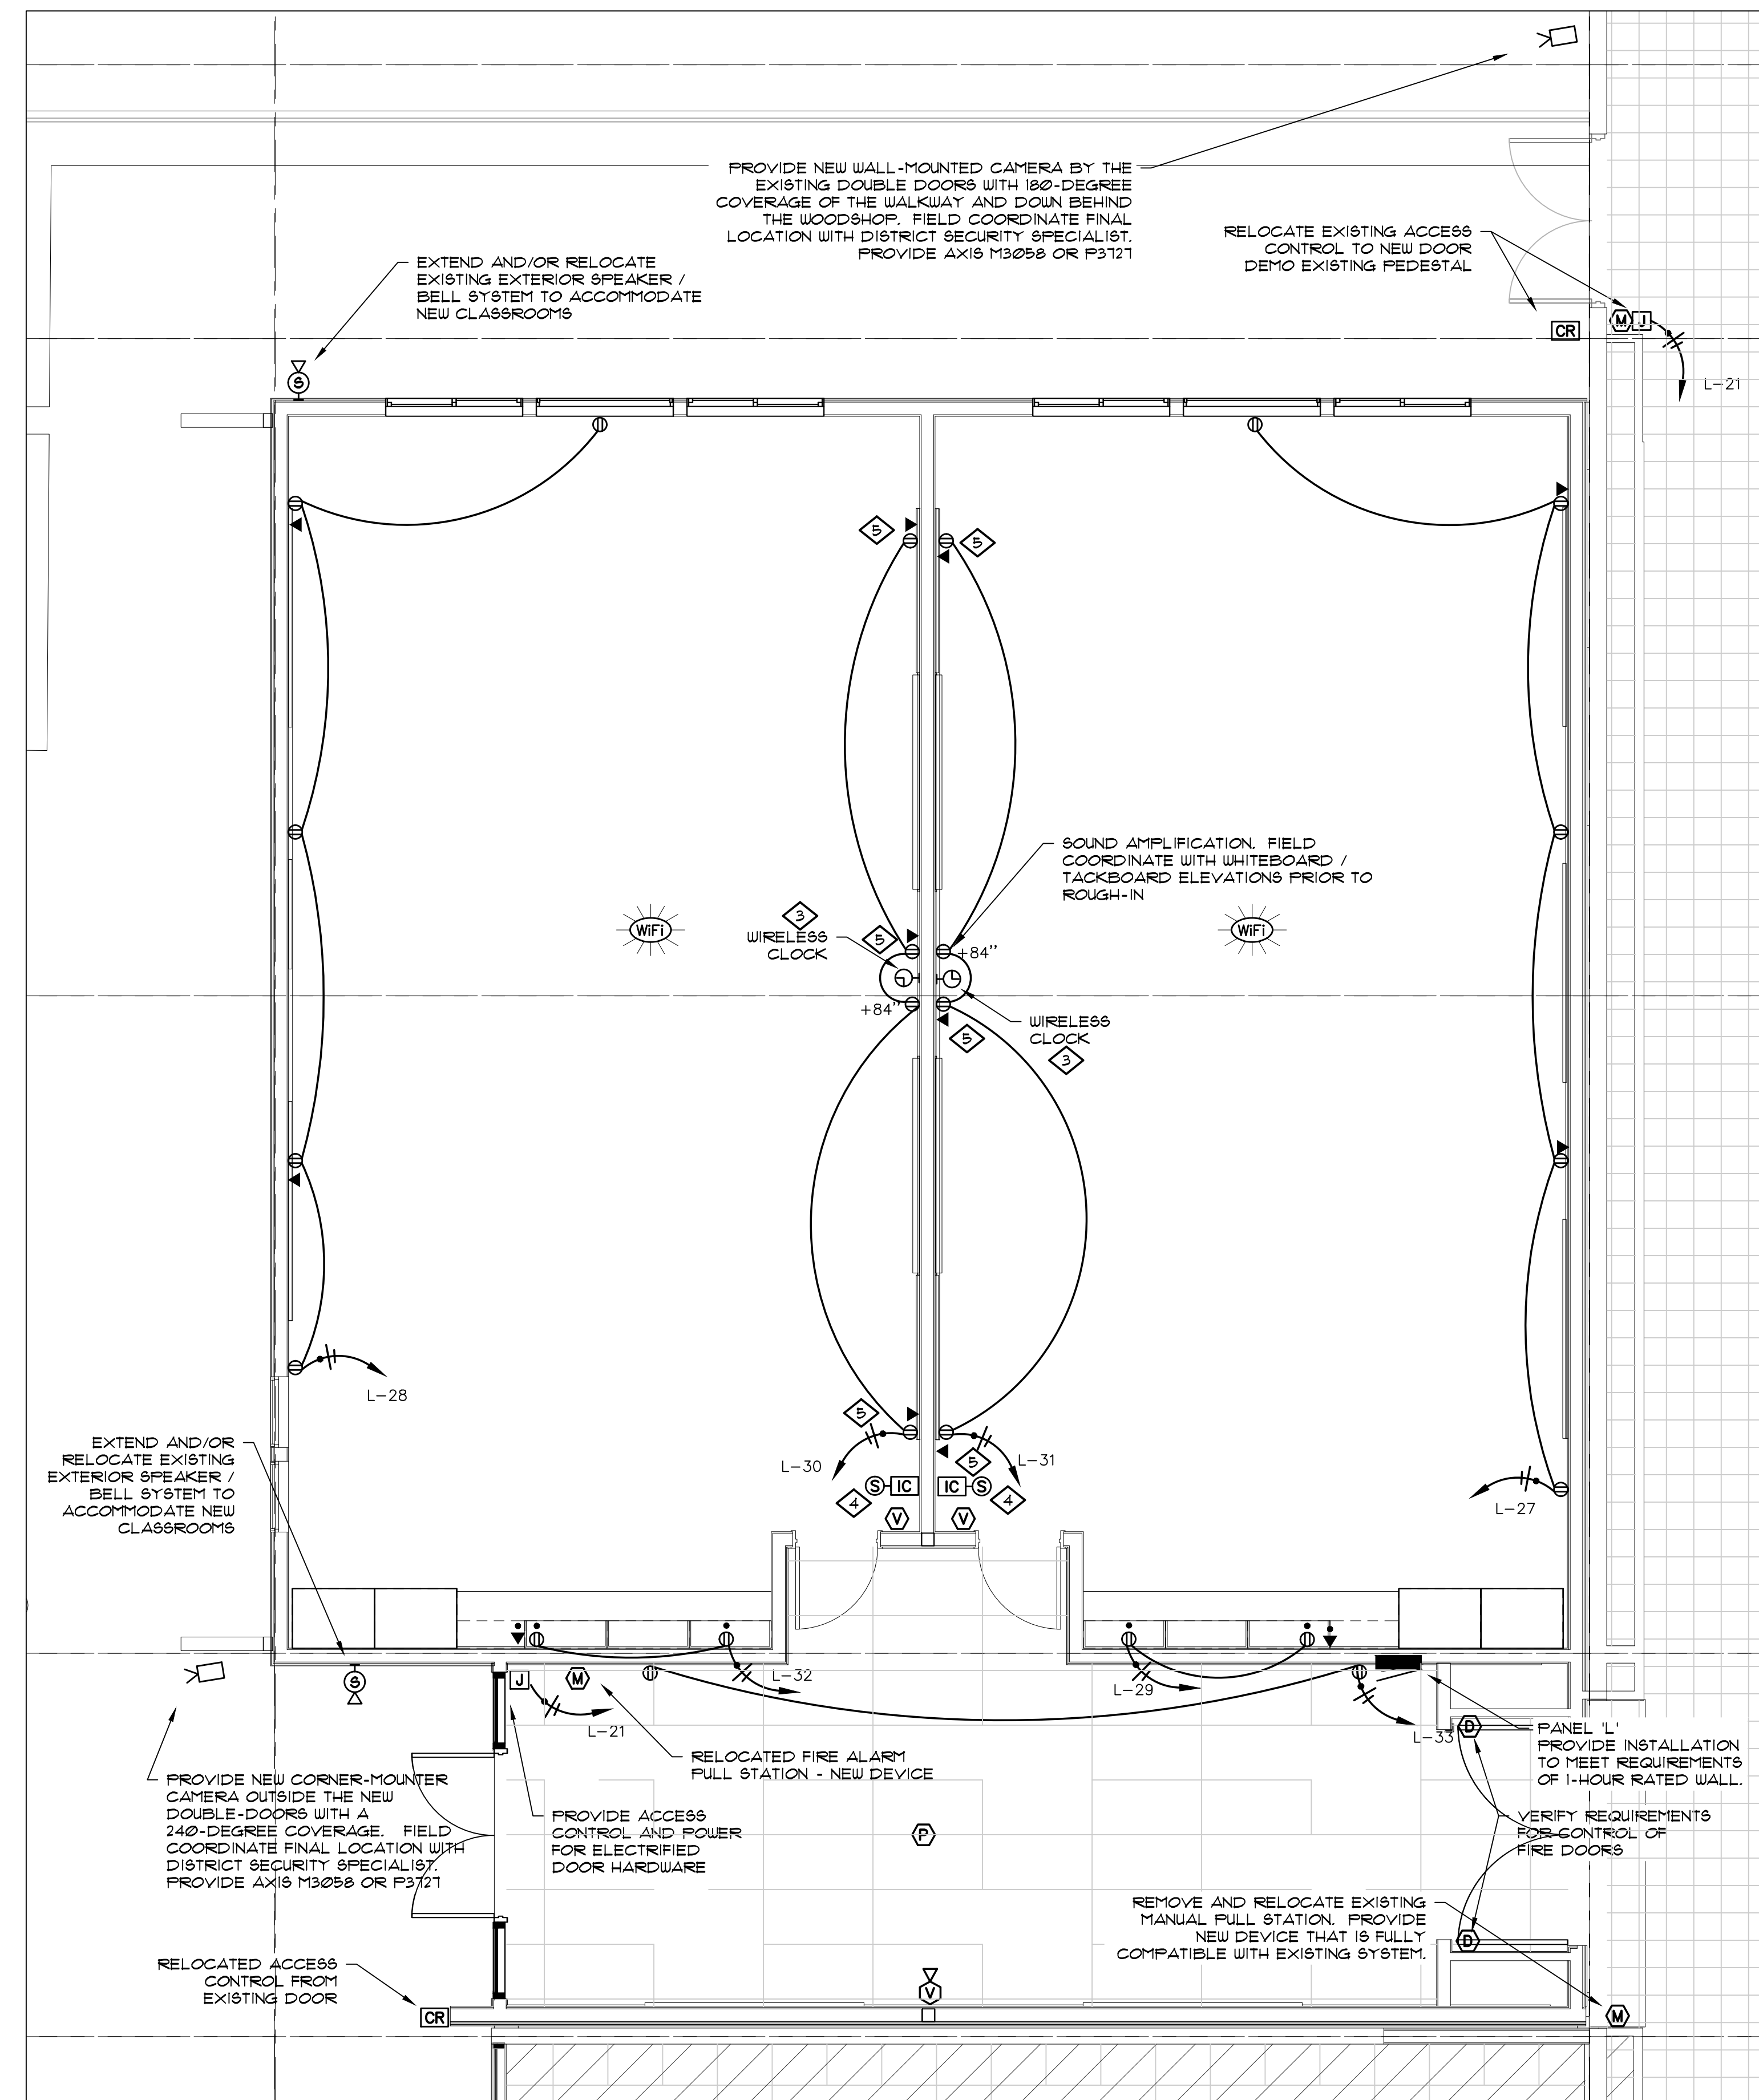 PROVIDE NEW WALL-MOUNTED CAMERA BY THE
EXISTING DOUBLE DOORS WITH 180-DEGREE
COVERAGE OF THE WALKWAY AND DOWN BEHIND
THE WOODSHOP. FIELD COORDINATE FINAL
LOCATION WITH DISTRICT SECURITY SPECIALIST.
PROVIDE AXIS M3058 OR P3727
RELOCATE EXISTING ACCESS
CONTROL TO NEW DOOR
DEMO EXISTING PEDESTAL
EXTEND AND/OR RELOCATE
EXISTING EXTERIOR SPEAKER /
BELL SYSTEM TO ACCOMMODATE
NEW CLASSROOMS
CR
M
J
L-21
S
5
5
SOUND AMPLIFICATION. FIELD
COORDINATE WITH WHITEBOARD /
TACKBOARD ELEVATIONS PRIOR TO
ROUGH-IN
WiFi
WiFi
3
WIRELESS
CLOCK
5
+84"
+84"
WIRELESS
CLOCK
5
3
L-28
5
L-30
L-31
5
S
IC
IC
S
4
4
V
V
L-27
EXTEND AND/OR
RELOCATE EXISTING
EXTERIOR SPEAKER /
BELL SYSTEM TO
ACCOMMODATE NEW
CLASSROOMS
S
J
M
L-32
L-29
L-21
L-33
D
RELOCATED FIRE ALARM
PULL STATION - NEW DEVICE
PANEL 'L'
PROVIDE INSTALLATION
TO MEET REQUIREMENTS
OF 1-HOUR RATED WALL.
PROVIDE NEW CORNER-MOUNTER
CAMERA OUTSIDE THE NEW
DOUBLE-DOORS WITH A
240-DEGREE COVERAGE. FIELD
COORDINATE FINAL LOCATION WITH
DISTRICT SECURITY SPECIALIST.
PROVIDE AXIS M3058 OR P3727
PROVIDE ACCESS
CONTROL AND POWER
FOR ELECTRIFIED
DOOR HARDWARE
P
VERIFY REQUIREMENTS
FOR CONTROL OF
FIRE DOORS
REMOVE AND RELOCATE EXISTING
MANUAL PULL STATION. PROVIDE
NEW DEVICE THAT IS FULLY
COMPATIBLE WITH EXISTING SYSTEM.
D
RELOCATED ACCESS
CONTROL FROM
EXISTING DOOR
CR
V
M